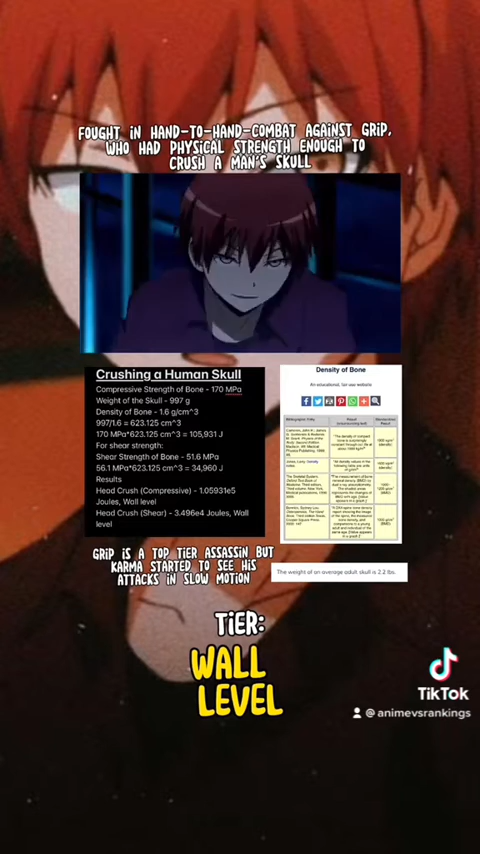 FOUGHT IN HAND-TO-HAND-COMBAT AGAINST GRIP,
WHO HAD PHYSICAL STRENGTH ENOUGH TO
CRUSH A MAN'S SKULL
Crushing a Human Skull
Compressive Strength of Bone - 170 MPa
Weight of the Skull - 997 g
Density of Bone - 1.6 g/cm^3
997/1.6 = 623.125 cm^3
170 MPa*623.125 cm^3 = 105,931 J
For shear strength:
Shear Strength of Bone - 51.6 MPa
56.1 MPa*623.125 cm^3 = 34,960 J
Results
Head Crush (Compressive) - 1.05931e5
Joules, Wall level
Head Crush (Shear) - 3.496e4 Joules, Wall
level
Density of Bone
An educational, fair use website
GRIP IS A TOP TIER ASSASSIN BUT
KARMA STARTED TO SEE HIS
ATTACKS IN SLOW MOTION
The weight of an average adult skull is 2.2 lbs.
TIER:
WALL
LEVEL
TikTok
@animevsrankings